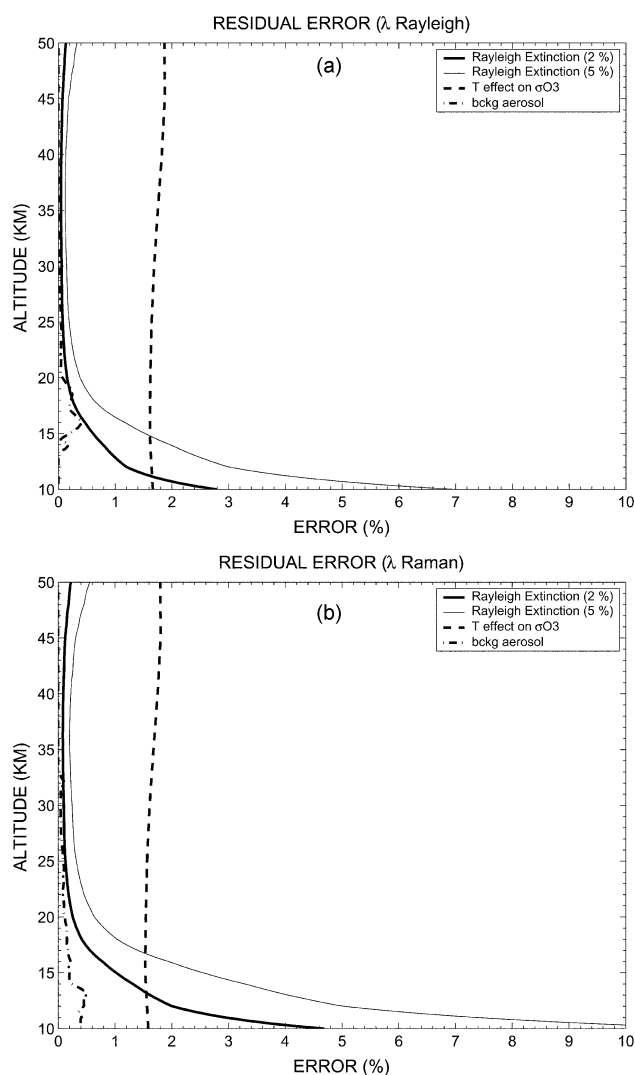 RESIDUAL ERROR (λ Rayleigh)
(a)
Rayleigh Extinction (2 %)
Rayleigh Extinction (5 %)
T effect on σO3
bckg aerosol
ALTITUDE (KM)
50
45
40
35
30
25
20
15
10
0 1 2 3 4 5 6 7 8 9 10
ERROR (%)
RESIDUAL ERROR (λ Raman)
(b)
Rayleigh Extinction (2 %)
Rayleigh Extinction (5 %)
T effect on σO3
bckg aerosol
ALTITUDE (KM)
50
45
40
35
30
25
20
15
10
0 1 2 3 4 5 6 7 8 9 10
ERROR (%)